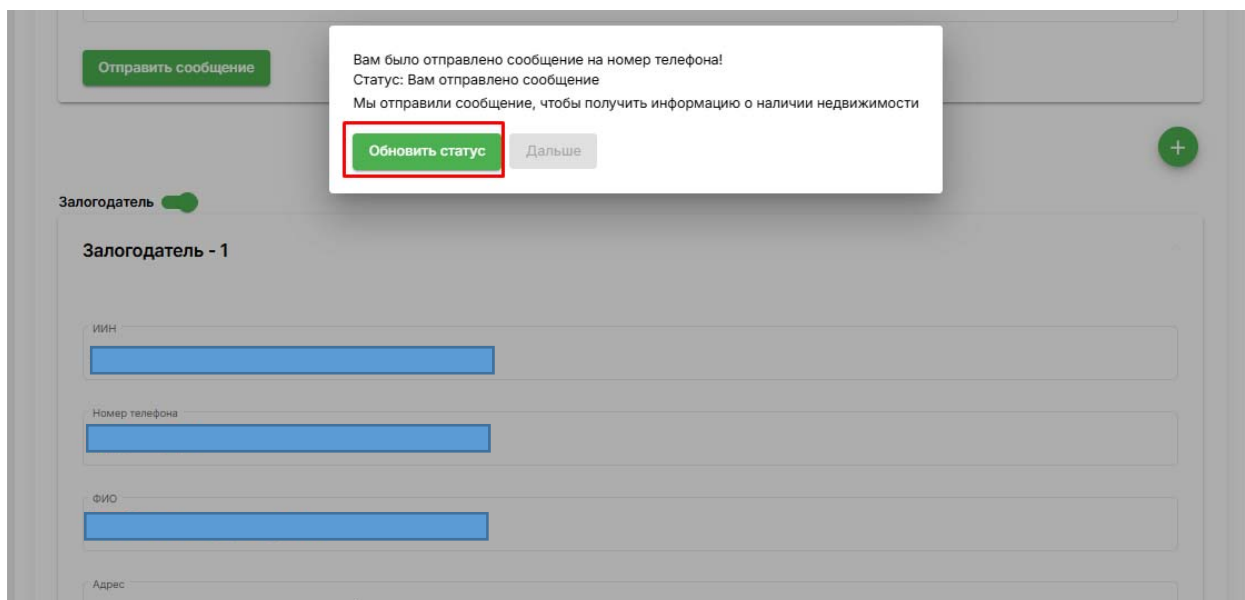 Вам было отправлено сообщение на номер телефона!
Отправить сообщение
Статус: Вам отправлено сообщение
Мы отправили сообщение, чтобы получить информацию о наличии недвижимости
Обновить статус
Дальше
+
Залогодатель
Залогодатель - 1
ИИН
Номер телефона
ФИО
Адрес